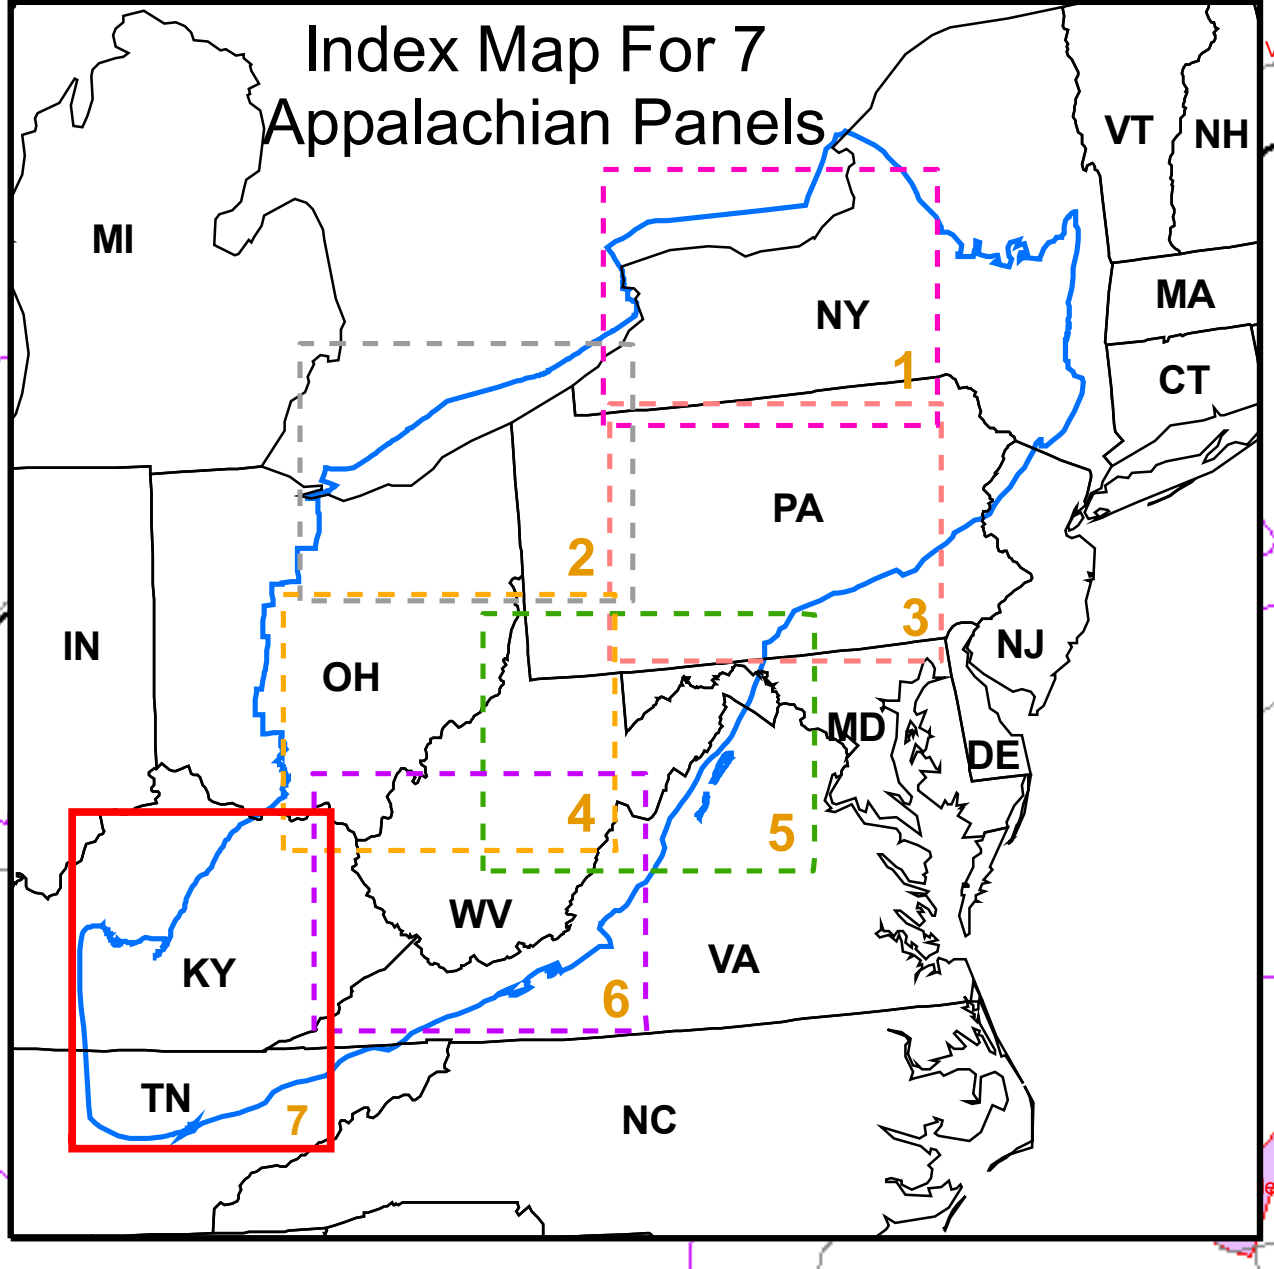 Index Map For 7
Appalachian Panels
VT
NH
MI
MA
NY
1
CT
PA
2
3
IN
NJ
OH
MD
DE
4
5
WV
VA
KY
6
TN
7
NC